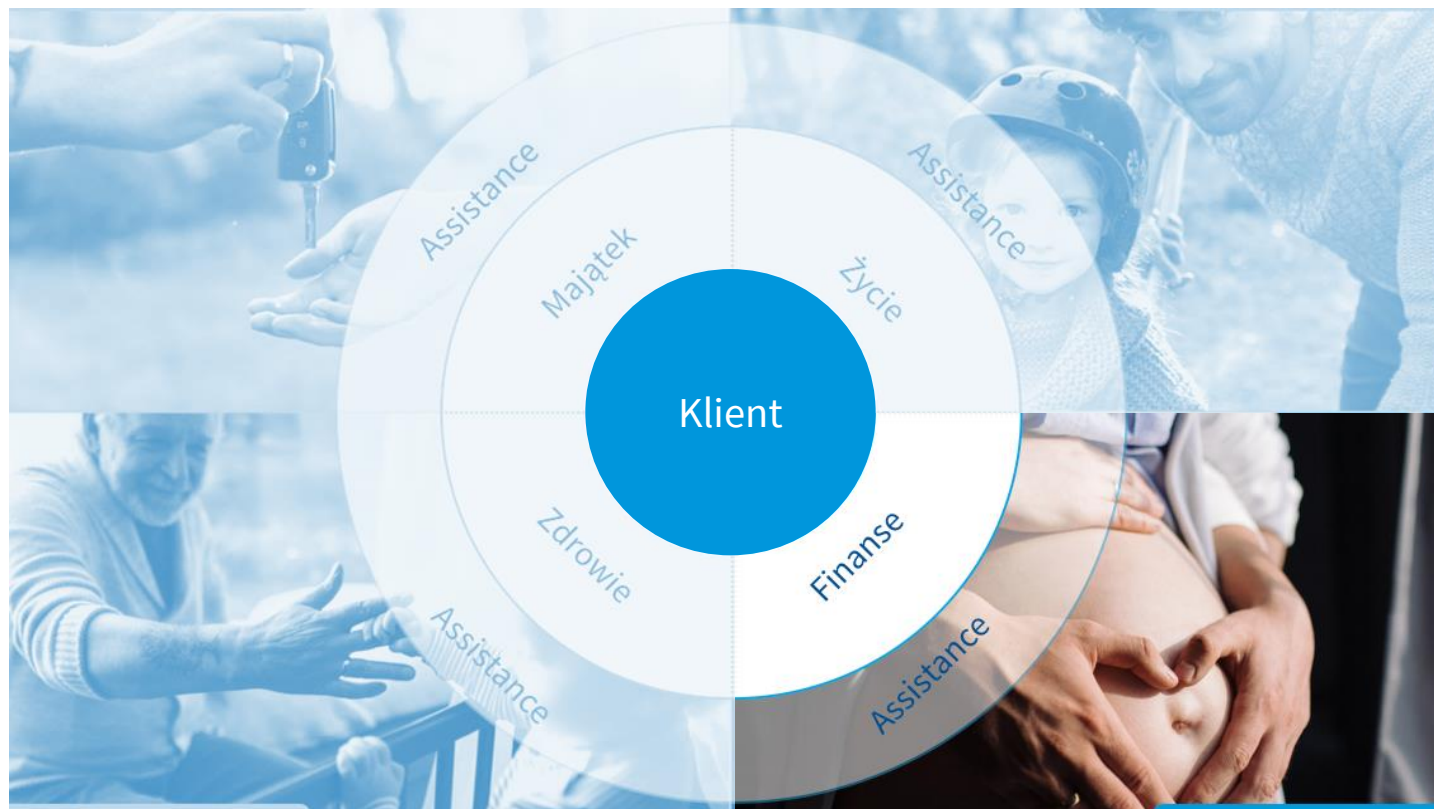 Assistance
Assistance
Majątek
Życie
Klient
Zdrowie
Finanse
Assistance
Assistance